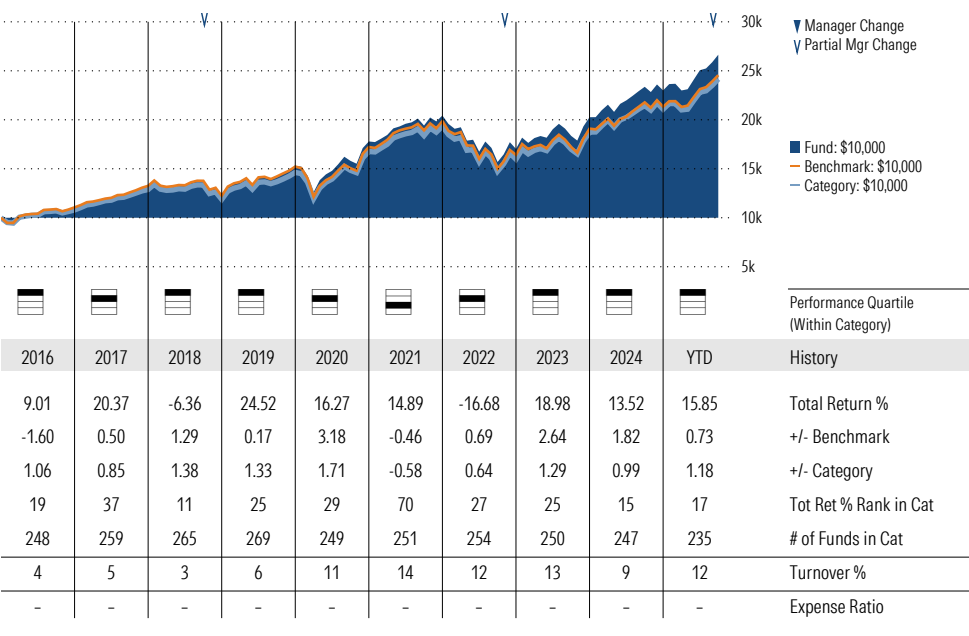 30k
Manager Change
Partial Mgr Change
25k
20k
Fund: $10,000
Benchmark: $10,000
15k
Category: $10,000
10k
5k
Performance Quartile
(Within Category)
2016 2017 2018 2019 2020 2021 2022 2023 2024 YTD History
9.01 20.37 -6.36 24.52 16.27 14.89 -16.68 18.98 13.52 15.85 Total Return %
-1.60 0.50 1.29 0.17 3.18 -0.46 0.69 2.64 1.82 0.73 +/- Benchmark
1.06 0.85 1.38 1.33 1.71 -0.58 0.64 1.29 0.99 1.18 +/- Category
19 37 11 25 29 70 27 25 15 17 Tot Ret % Rank in Cat
248 259 265 269 249 251 254 250 247 235 # of Funds in Cat
4 5 3 6 11 14 12 13 9 12 Turnover %
– – – – – – – – – – Expense Ratio